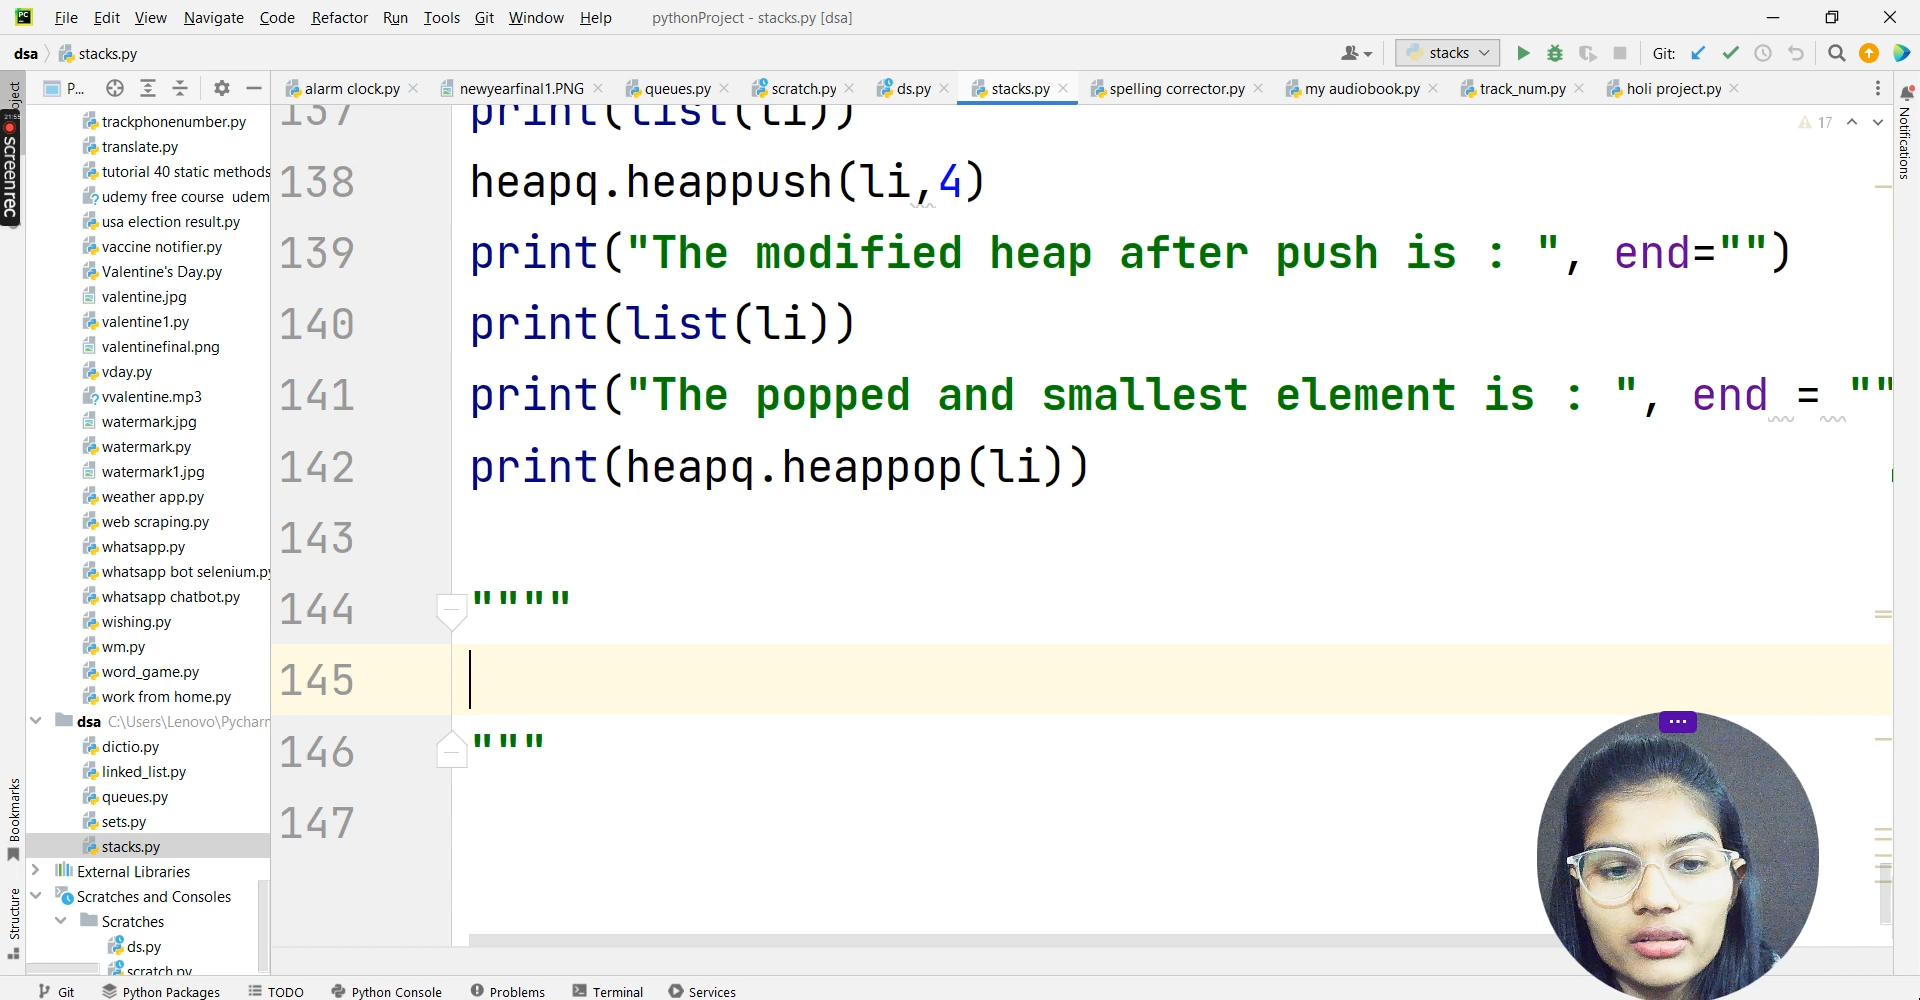 File Edit View Navigate Code Refactor Run Tools Git Window Help pythonProject - stacks.py [dsa]
dsa stacks.py stacks Git:
Project P... alarm clock.py newyearfinal1.PNG queues.py scratch.py ds.py stacks.py spelling corrector.py my audiobook.py track_num.py holi project.py
Notifications
screenrec
17
trackphonenumber.py
translate.py
tutorial 40 static methods
udemy free course udem
usa election result.py
vaccine notifier.py
Valentine's Day.py
valentine.jpg
valentine1.py
valentinefinal.png
vday.py
vvalentine.mp3
watermark.jpg
watermark.py
watermark1.jpg
weather app.py
web scraping.py
whatsapp.py
whatsapp bot selenium.py
whatsapp chatbot.py
wishing.py
wm.py
word_game.py
work from home.py
dsa C:\Users\Lenovo\Pycharm
dictio.py
linked_list.py
queues.py
sets.py
stacks.py
External Libraries
Scratches and Consoles
Scratches
ds.py
scratch.py
Bookmarks
Structure
137 print(list(li))
138 heapq.heappush(li,4)
139 print("The modified heap after push is : ", end="")
140 print(list(li))
141 print("The popped and smallest element is : ", end = ""
142 print(heapq.heappop(li))
143
144 """"
145
146 """
147
Git Python Packages TODO Python Console Problems Terminal Services